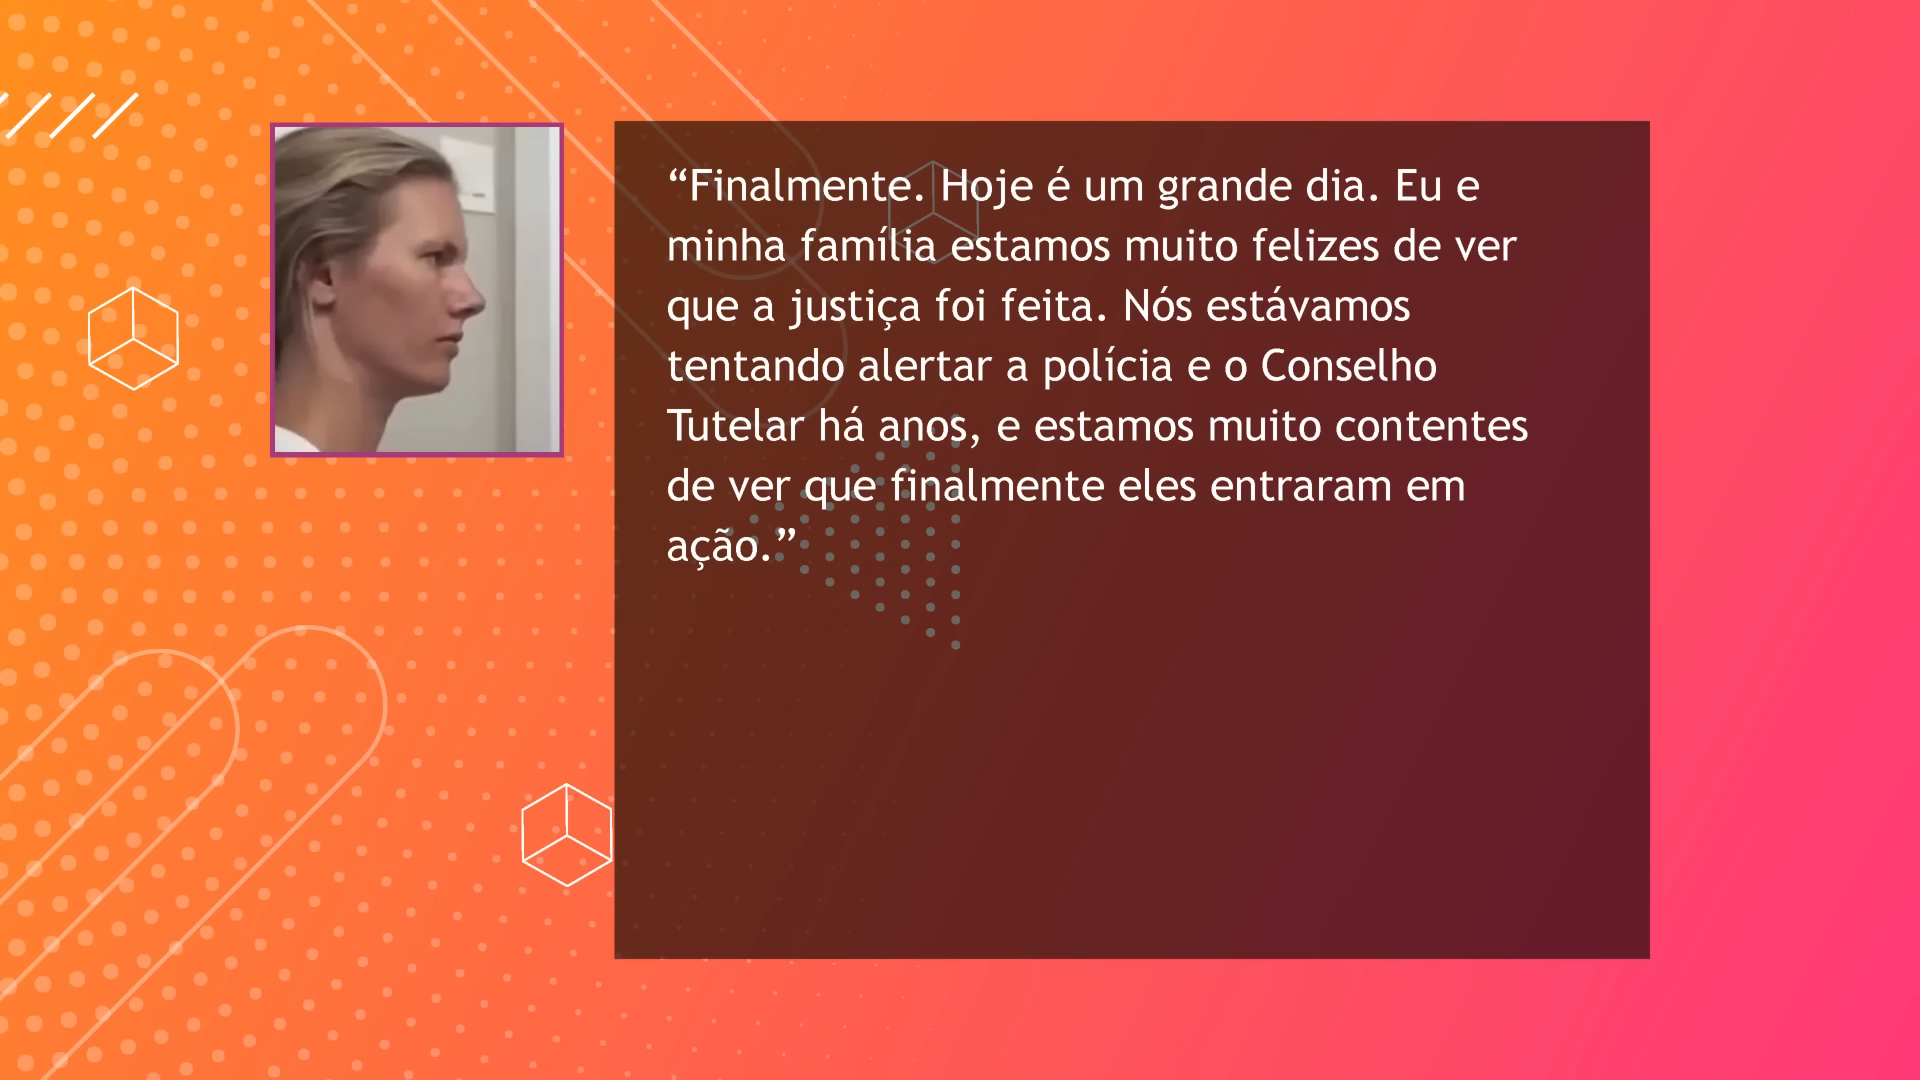 “Finalmente. Hoje é um grande dia. Eu e
minha família estamos muito felizes de ver
que a justiça foi feita. Nós estávamos
tentando alertar a polícia e o Conselho
Tutelar há anos, e estamos muito contentes
de ver que finalmente eles entraram em
ação.”